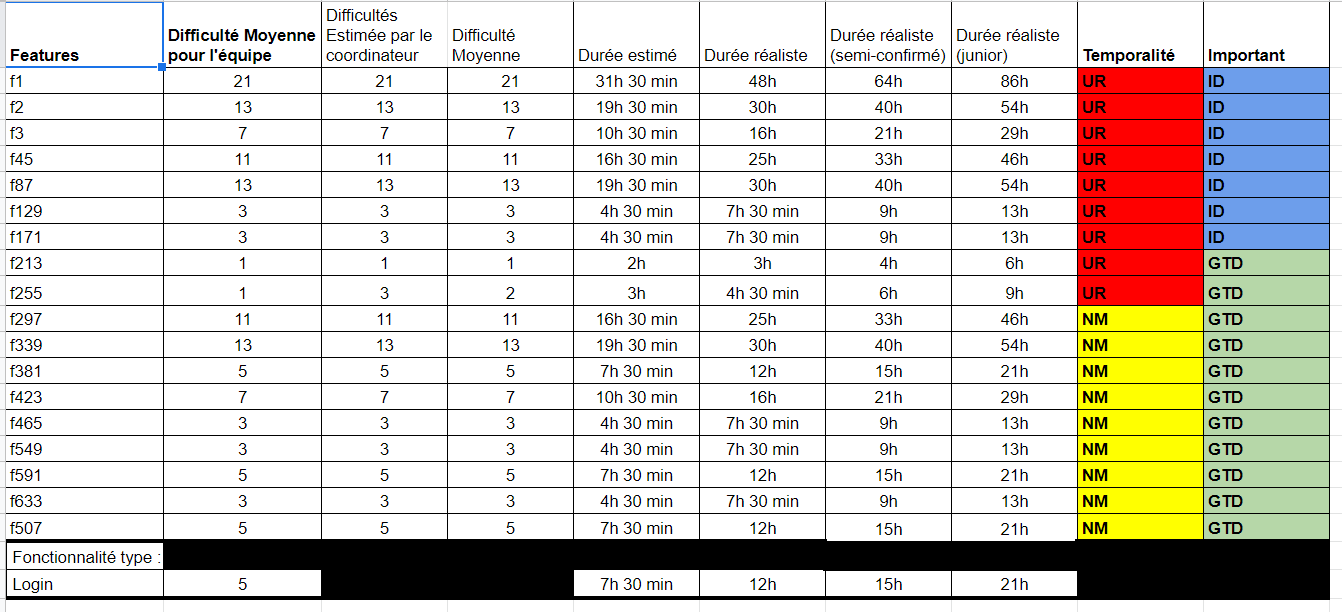 Features Difficulté Moyenne pour l'équipe Difficultés Estimée par le coordinateur Difficulté Moyenne Durée estimé Durée réaliste Durée réaliste (semi-confirmé) Durée réaliste (junior) Temporalité Important
f1 21 21 21 31h 30 min 48h 64h 86h UR ID
f2 13 13 13 19h 30 min 30h 40h 54h UR ID
f3 7 7 7 10h 30 min 16h 21h 29h UR ID
f45 11 11 11 16h 30 min 25h 33h 46h UR ID
f87 13 13 13 19h 30 min 30h 40h 54h UR ID
f129 3 3 3 4h 30 min 7h 30 min 9h 13h UR ID
f171 3 3 3 4h 30 min 7h 30 min 9h 13h UR ID
f213 1 1 1 2h 3h 4h 6h UR GTD
f255 1 3 2 3h 4h 30 min 6h 9h UR GTD
f297 11 11 11 16h 30 min 25h 33h 46h NM GTD
f339 13 13 13 19h 30 min 30h 40h 54h NM GTD
f381 5 5 5 7h 30 min 12h 15h 21h NM GTD
f423 7 7 7 10h 30 min 16h 21h 29h NM GTD
f465 3 3 3 4h 30 min 7h 30 min 9h 13h NM GTD
f549 3 3 3 4h 30 min 7h 30 min 9h 13h NM GTD
f591 5 5 5 7h 30 min 12h 15h 21h NM GTD
f633 3 3 3 4h 30 min 7h 30 min 9h 13h NM GTD
f507 5 5 5 7h 30 min 12h 15h 21h NM GTD
Fonctionnalité type :
Login 5 7h 30 min 12h 15h 21h